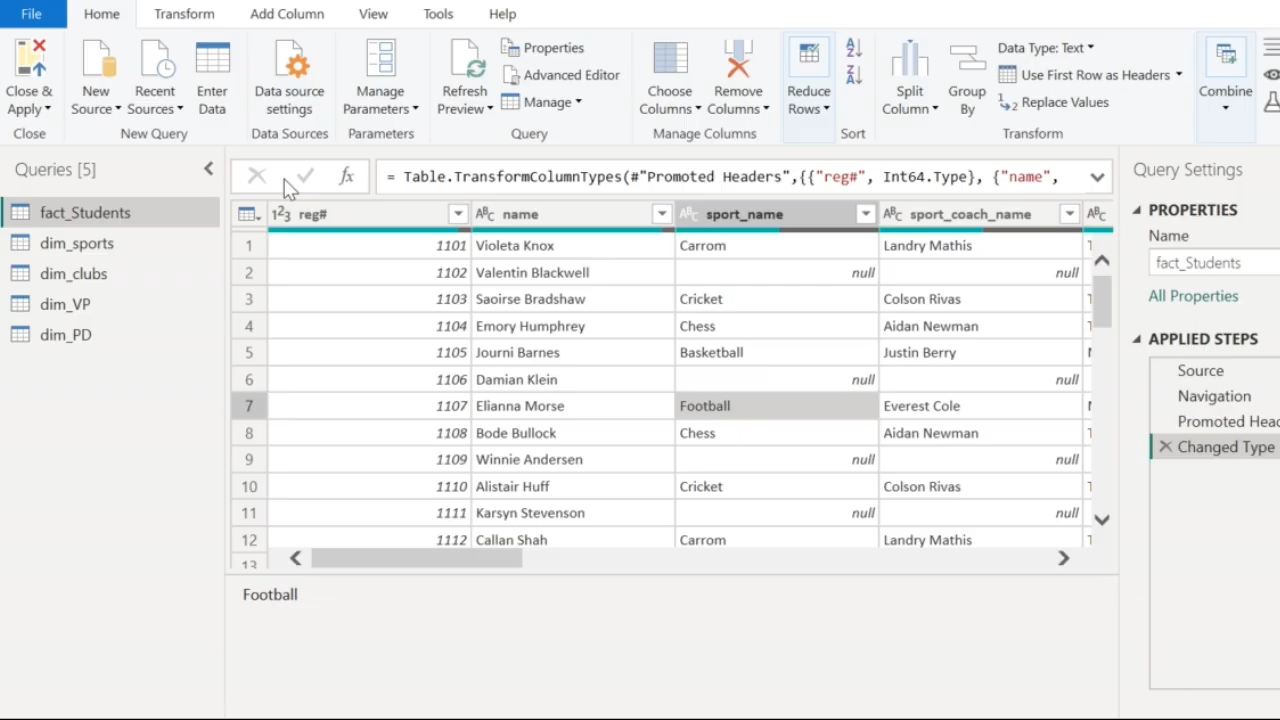 File Home Transform Add Column View Tools Help
Close & Apply
New Source
Recent Sources
Enter Data
Data source settings
Manage Parameters
Refresh Preview
Properties
Advanced Editor
Manage
Choose Columns
Remove Columns
Reduce Rows
Split Column
Group By
Data Type: Text
Use First Row as Headers
Replace Values
Combine
Close New Query Data Sources Parameters Query Manage Columns Sort Transform
Queries [5]
fact_Students
dim_sports
dim_clubs
dim_VP
dim_PD
fx = Table.TransformColumnTypes(#"Promoted Headers",{{"reg#", Int64.Type}, {"name",
123 reg# ABC name ABC sport_name ABC sport_coach_name ABC
1 1101 Violeta Knox Carrom Landry Mathis
2 1102 Valentin Blackwell null null
3 1103 Saoirse Bradshaw Cricket Colson Rivas
4 1104 Emory Humphrey Chess Aidan Newman
5 1105 Journi Barnes Basketball Justin Berry
6 1106 Damian Klein null null
7 1107 Elianna Morse Football Everest Cole
8 1108 Bode Bullock Chess Aidan Newman
9 1109 Winnie Andersen null null
10 1110 Alistair Huff Cricket Colson Rivas
11 1111 Karsyn Stevenson null null
12 1112 Callan Shah Carrom Landry Mathis
13
Football
Query Settings
PROPERTIES
Name
fact_Students
All Properties
APPLIED STEPS
Source
Navigation
Promoted Head
Changed Type